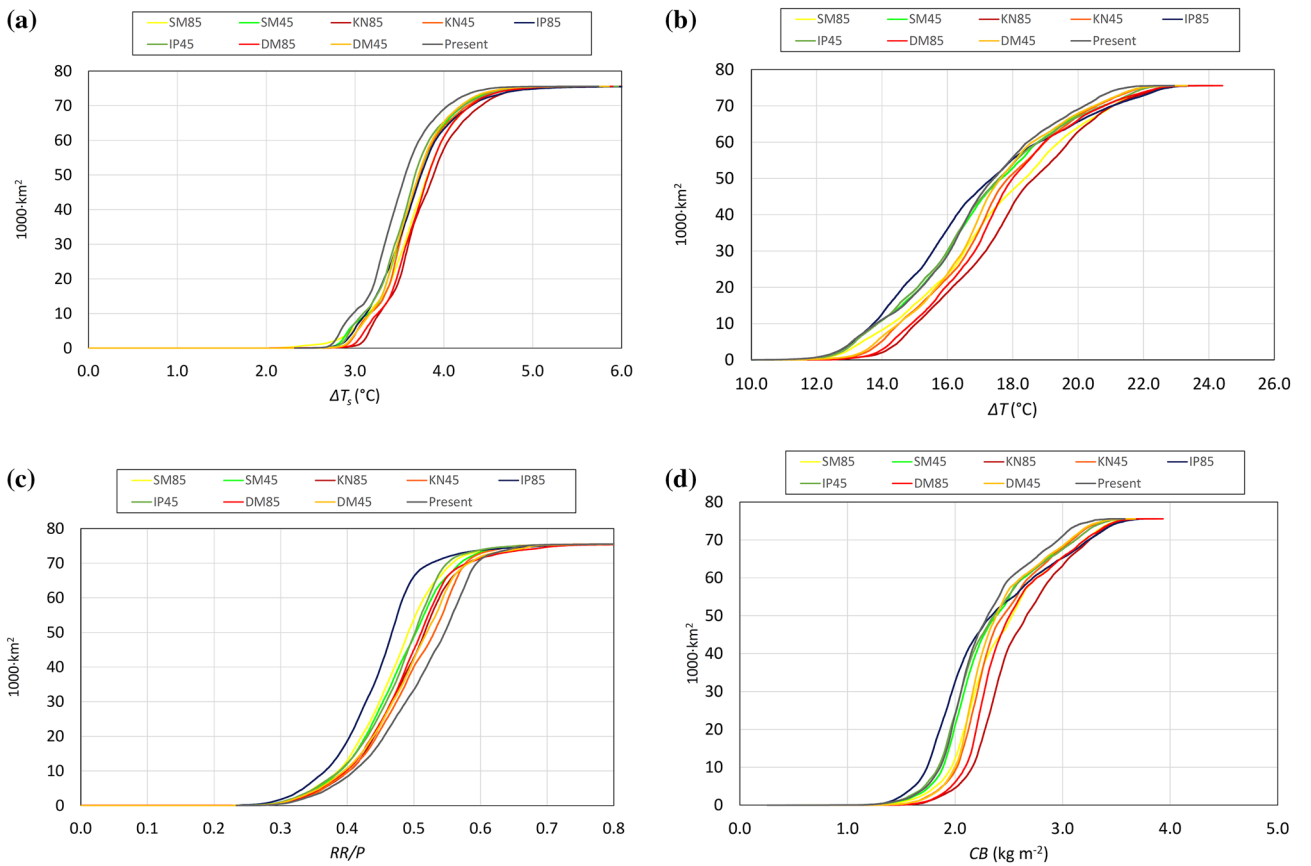 (a)
SM85 SM45 KN85 KN45 IP85
IP45 DM85 DM45 Present
80
70
60
50
40
30
20
10
0
1000·km²
0.0 1.0 2.0 3.0 4.0 5.0 6.0
ΔTₛ (°C)
(b)
SM85 SM45 KN85 KN45 IP85
IP45 DM85 DM45 Present
80
70
60
50
40
30
20
10
0
1000·km²
10.0 12.0 14.0 16.0 18.0 20.0 22.0 24.0 26.0
ΔT (°C)
(c)
SM85 SM45 KN85 KN45 IP85
IP45 DM85 DM45 Present
80
70
60
50
40
30
20
10
0
1000·km²
0.0 0.1 0.2 0.3 0.4 0.5 0.6 0.7 0.8
RR/P
(d)
SM85 SM45 KN85 KN45 IP85
IP45 DM85 DM45 Present
80
70
60
50
40
30
20
10
0
1000·km²
0.0 1.0 2.0 3.0 4.0 5.0
CB (kg m⁻²)